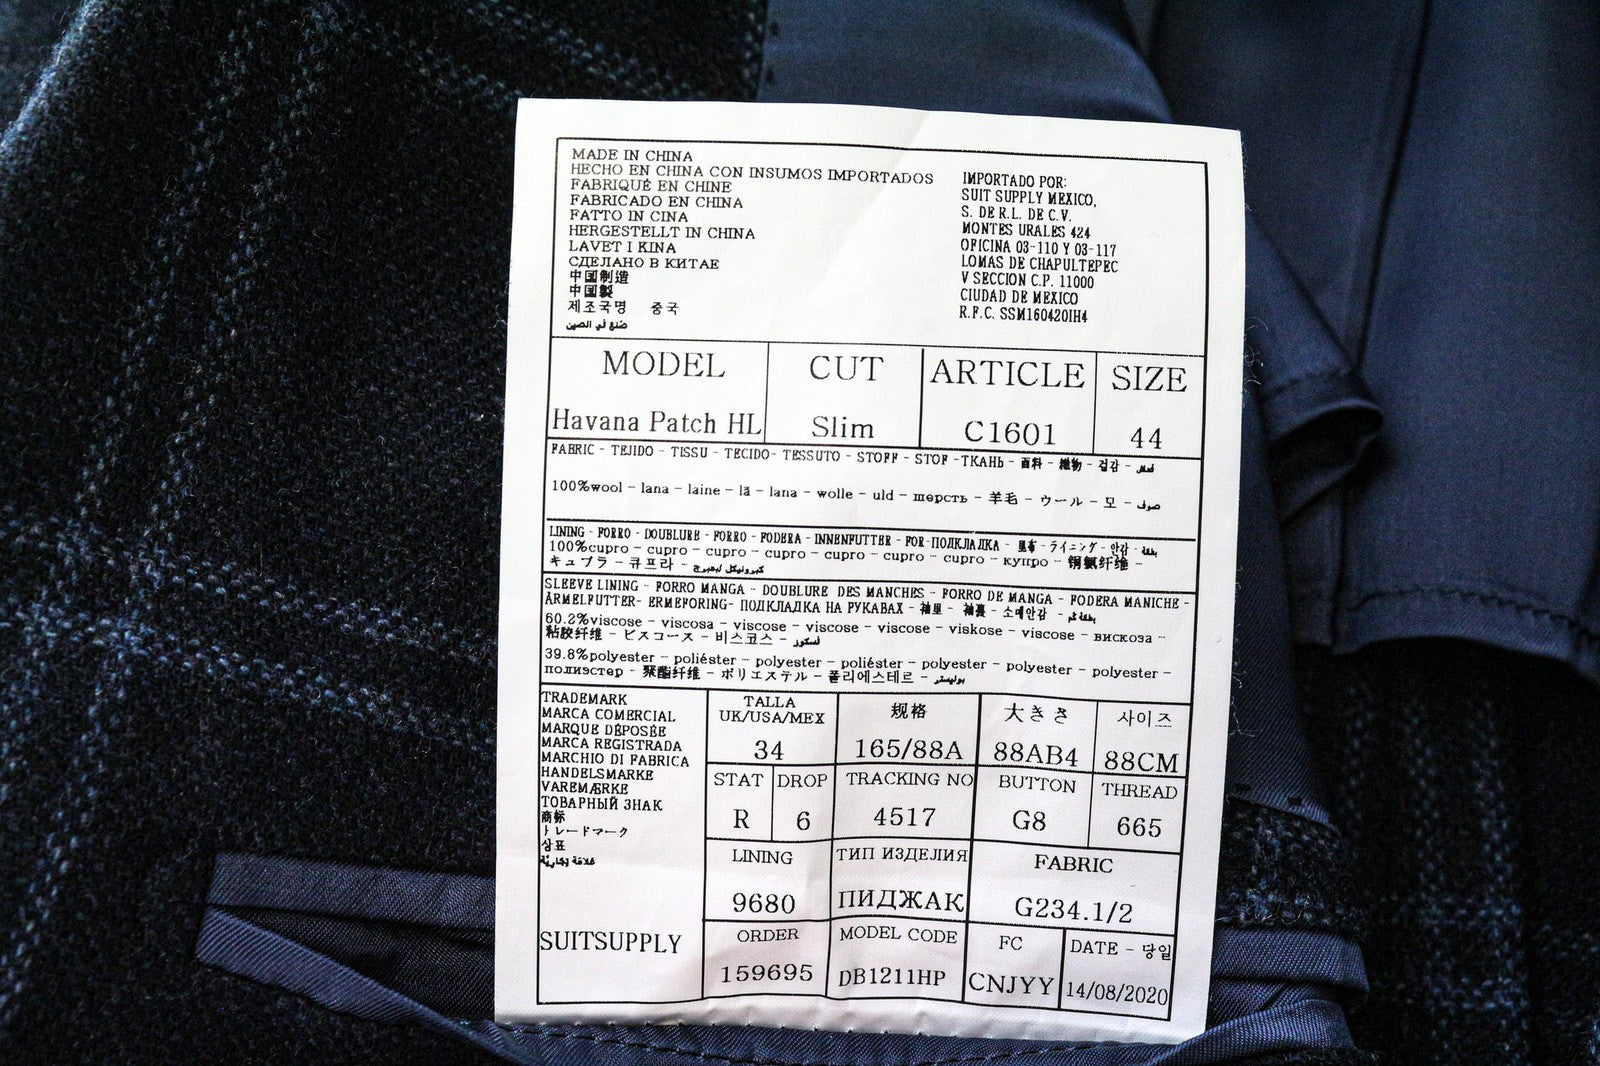 MADE IN CHINA
HECHO EN CHINA CON INSUMOS IMPORTADOS
FABRIQUÉ EN CHINE
FABRICADO EN CHINA
FATTO IN CINA
HERGESTELLT IN CHINA
LAVET I KINA
СДЕЛАНО В КИТАЕ
中国制造
中国製
제조국명 중국
صنع في الصين
IMPORTADO POR:
SUIT SUPPLY MEXICO,
S. DE R.L. DE C.V.
MONTES URALES 424
OFICINA 03-110 Y 03-117
LOMAS DE CHAPULTEPEC
V SECCION C.P. 11000
CIUDAD DE MEXICO
R.F.C. SSM160420IH4
MODEL CUT ARTICLE SIZE
Havana Patch HL Slim C1601 44
FABRIC - TEJIDO - TISSU - TECIDO- TESSUTO - STOFF - STOF -ТКАНЬ - 面料 - 織物 - 겉감 -
100%wool - lana - laine - lã - lana - wolle - uld - шерсть - 羊毛 - ウール - 모 - صوف
LINING - FORRO - DOUBLURE - FORRO - FODERA - INNENFUTTER - FOR-ПОДКЛАДКА - 里布 - ライニング - 안감 - بطانة
100%cupro - cupro - cupro - cupro - cupro - cupro - cupro - купро - 铜氨纤维 -
キュプラ - 큐프라 -
SLEEVE LINING - FORRO MANGA - DOUBLURE DES MANCHES - FORRO DE MANGA - FODERA MANICHE -
ÄRMELFUTTER- ERMEFORING- ПОДКЛАДКА НА РУКАВАХ - 袖里 - 袖裏 - 소매안감 - بطانة كم
60.2%viscose - viscosa - viscose - viscose - viscose - viskose - viscose - вискоза -
粘胶纤维 - ビスコース - 비스코스 - فسكوز
39.8%polyester - poliéster - polyester - poliéster - polyester - polyester - polyester -
полиэстер - 聚酯纤维 - ポリエステル - 폴리에스테르 - بوليستر
TRADEMARK
MARCA COMERCIAL
MARQUE DÉPOSÉE
MARCA REGISTRADA
MARCHIO DI FABRICA
HANDELSMARKE
VAREMÆRKE
ТОВАРНЫЙ ЗНАК
商标
トレードマーク
상표
علامة تجارية
SUITSUPPLY
TALLA
UK/USA/MEX
34
规格
165/88A
大きさ
88AB4
사이즈
88CM
STAT DROP TRACKING NO BUTTON THREAD
R 6 4517 G8 665
LINING ТИП ИЗДЕЛИЯ FABRIC
9680 ПИДЖАК G234.1/2
ORDER MODEL CODE FC DATE - 당일
159695 DB1211HP CNJYY 14/08/2020